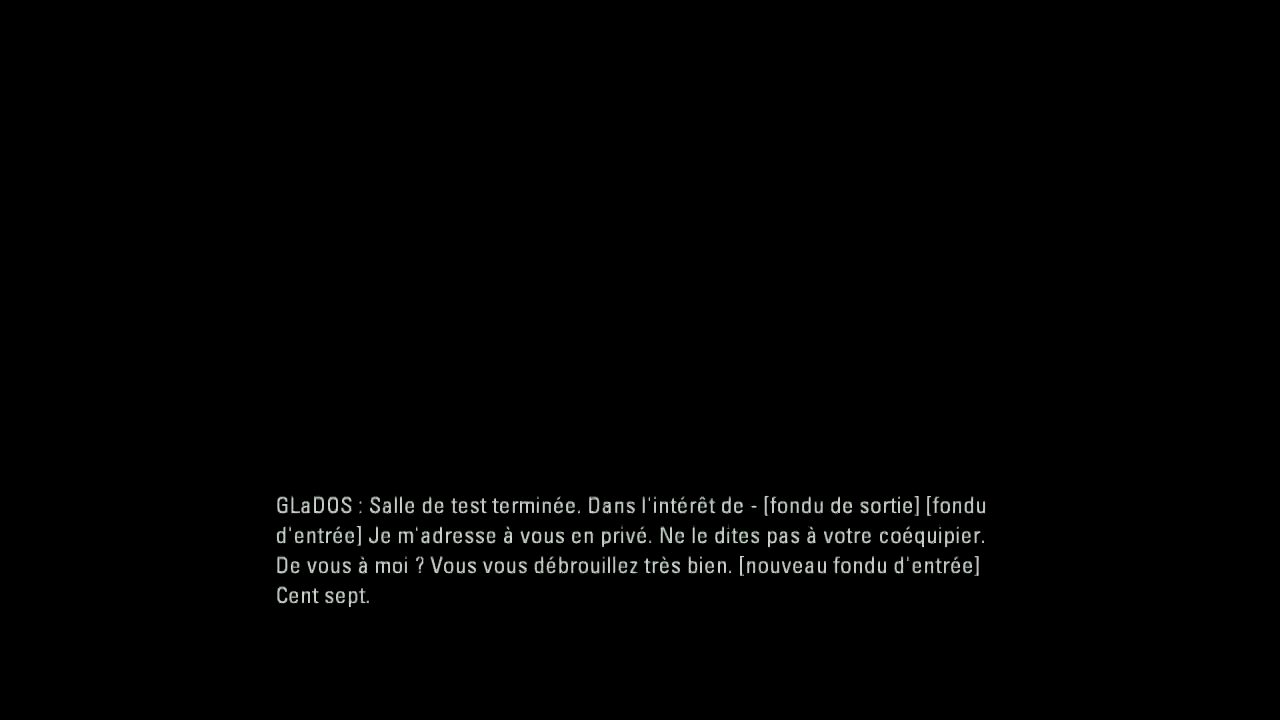 GLaDOS : Salle de test terminée. Dans l'intérêt de - [fondu de sortie] [fondu
d'entrée] Je m'adresse à vous en privé. Ne le dites pas à votre coéquipier.
De vous à moi ? Vous vous débrouillez très bien. [nouveau fondu d'entrée]
Cent sept.